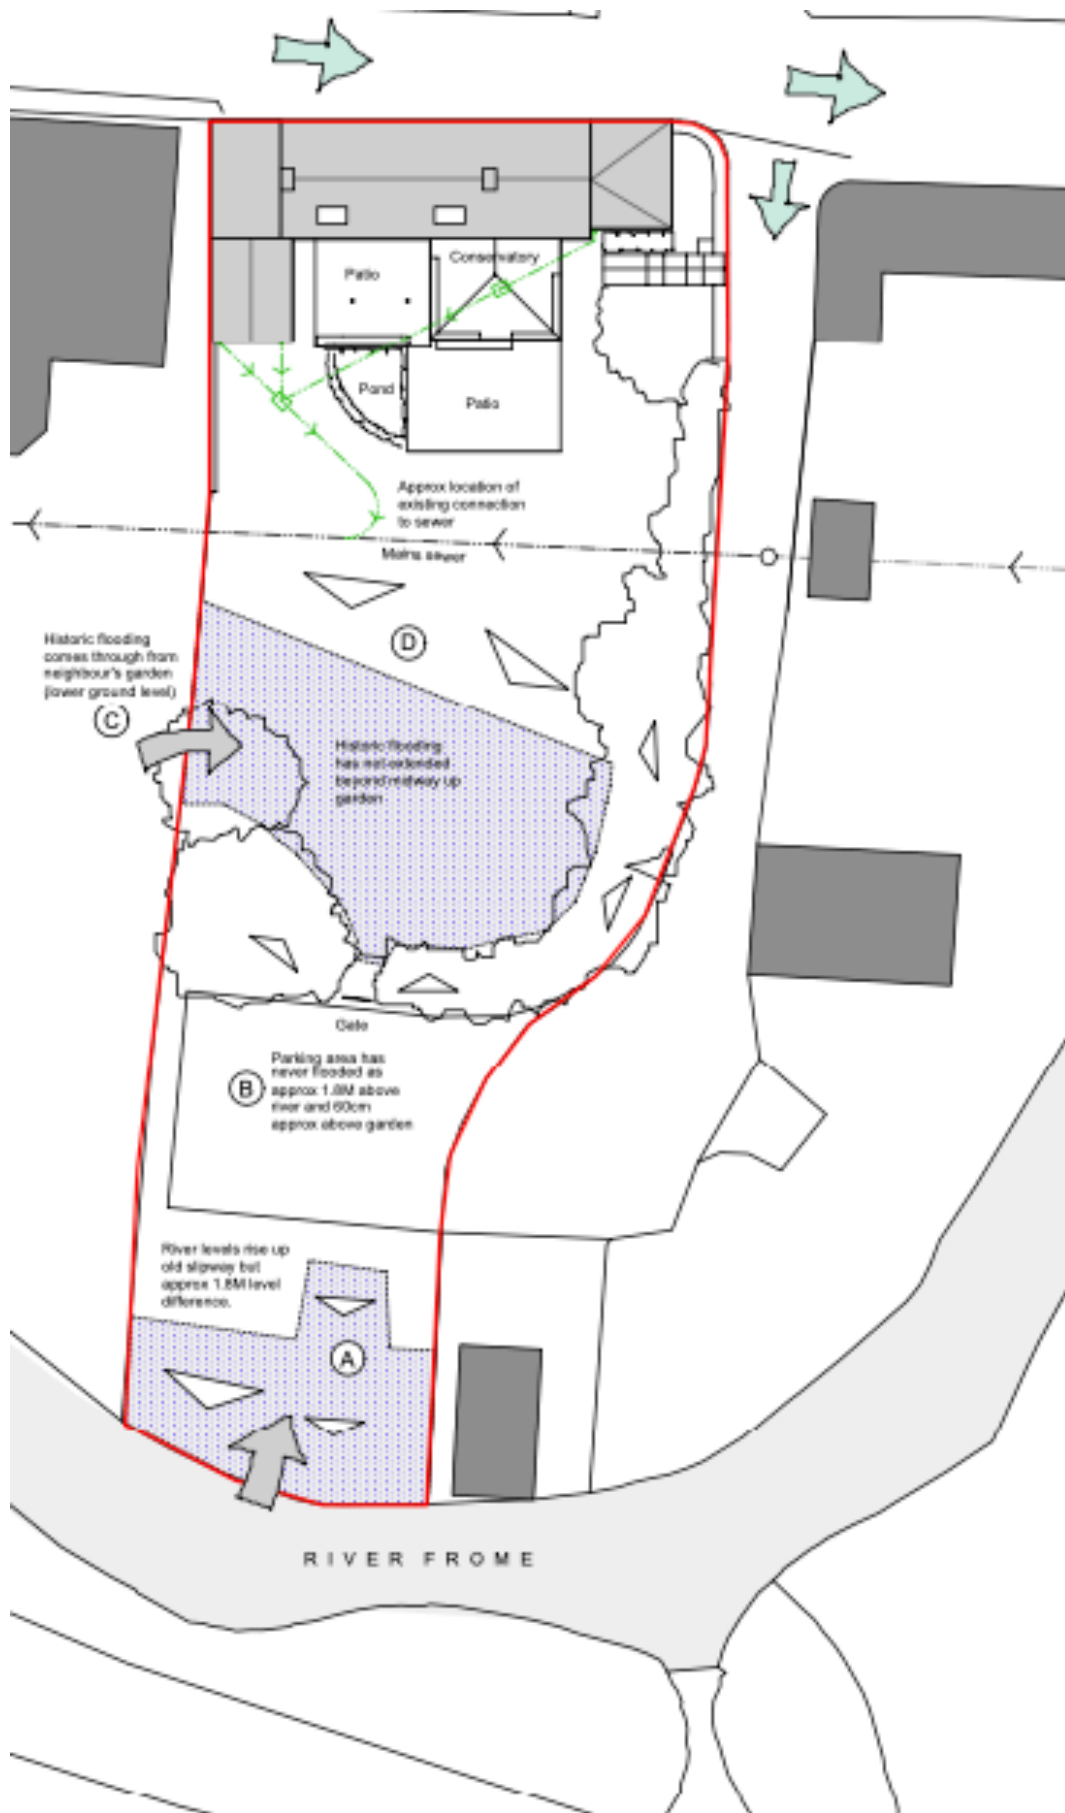 Conservatory
Patio
Pond
Patio
Approx location of
existing connection
to sewer
Mains sewer
D
Historic flooding
comes through from
neighbour's garden
(lower ground level)
C
Historic flooding
has not extended
beyond midway up
garden
Gate
B
Parking area has
never flooded as
approx 1.8M above
river and 60cm
approx above garden
River levels rise up
old slipway but
approx 1.8M level
difference.
A
RIVER FROME